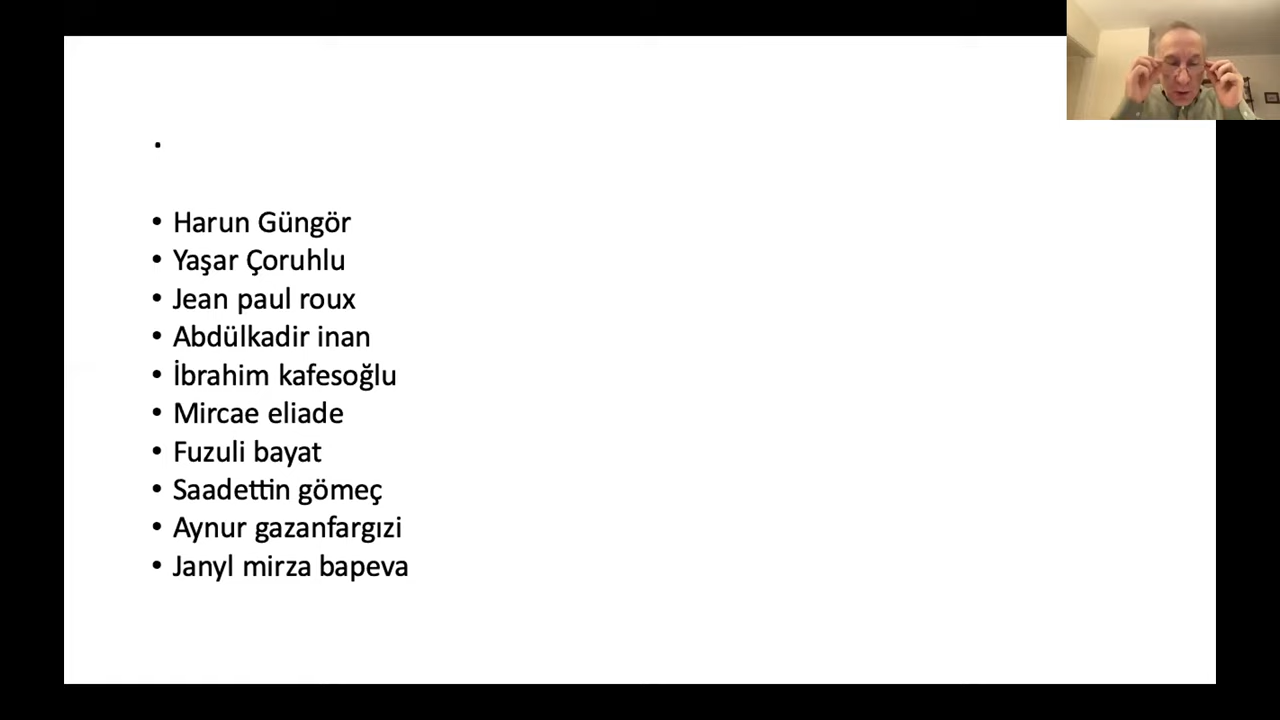 .
• Harun Güngör
• Yaşar Çoruhlu
• Jean paul roux
• Abdülkadir inan
• İbrahim kafesoğlu
• Mircae eliade
• Fuzuli bayat
• Saadettin gömeç
• Aynur gazanfargızi
• Janyl mirza bapeva